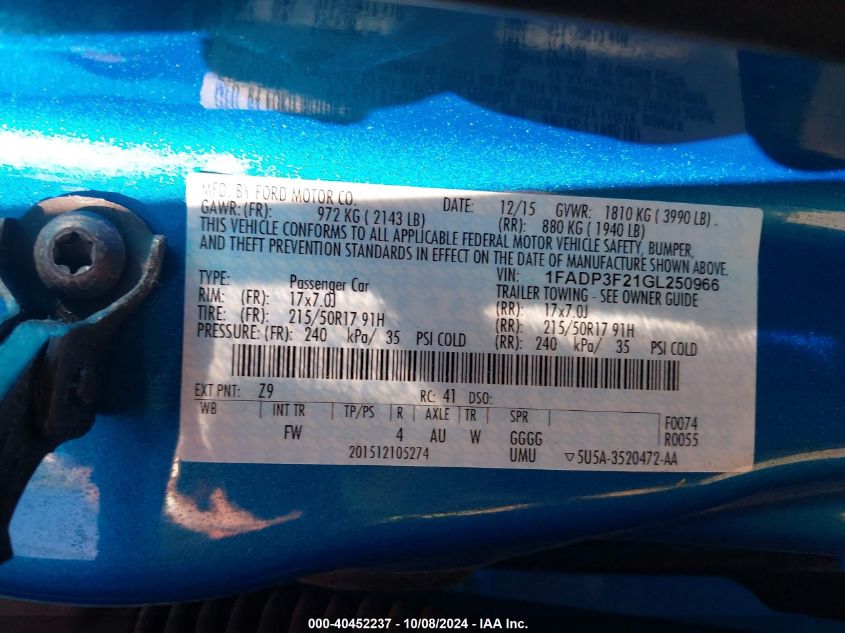 MFD. BY FORD MOTOR CO. DATE: 12/15 GVWR: 1810 KG ( 3990 LB) .
GAWR: (FR): 972 KG ( 2143 LB) (RR): 880 KG ( 1940 LB)
THIS VEHICLE CONFORMS TO ALL APPLICABLE FEDERAL MOTOR VEHICLE SAFETY, BUMPER,
AND THEFT PREVENTION STANDARDS IN EFFECT ON THE DATE OF MANUFACTURE SHOWN ABOVE.
VIN: 1FADP3F21GL250966
TYPE: Passenger Car TRAILER TOWING - SEE OWNER GUIDE
RIM: (FR): 17x7.0J (RR): 17x7.0J
TIRE: (FR): 215/50R17 91H (RR): 215/50R17 91H
PRESSURE: (FR): 240 kPa/ 35 PSI COLD (RR): 240 kPa/ 35 PSI COLD
EXT PNT: Z9 RC: 41 DSO:
WB INT TR TP/PS R AXLE TR SPR F0074
FW 4 AU W GGGG R0055
201512105274 UMU ▽ 5U5A-3520472-AA
000-40452237 - 10/08/2024 - IAA Inc.